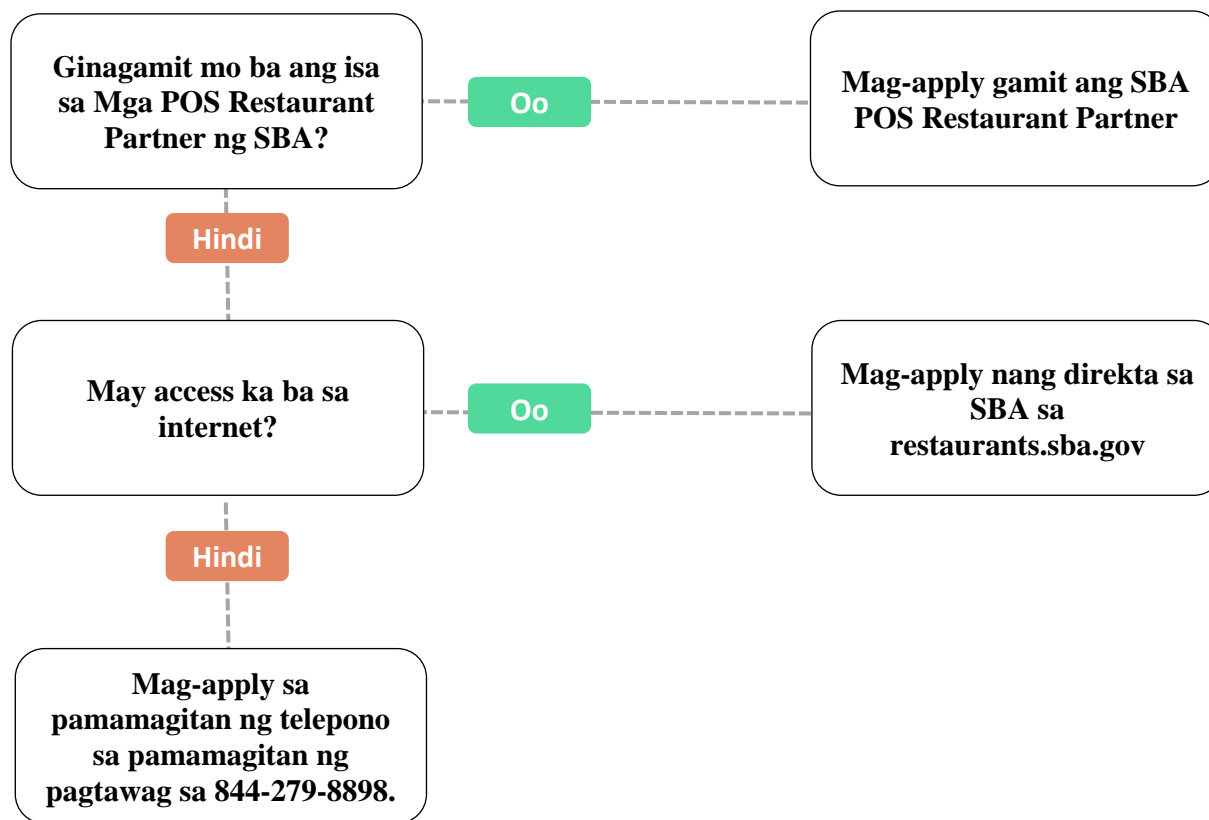 Ginagamit mo ba ang isa
sa Mga POS Restaurant
Partner ng SBA?
Oo
Mag-apply gamit ang SBA
POS Restaurant Partner
Hindi
May access ka ba sa
internet?
Oo
Mag-apply nang direkta sa
SBA sa
restaurants.sba.gov
Hindi
Mag-apply sa
pamamagitan ng telepono
sa pamamagitan ng
pagtawag sa 844-279-8898.